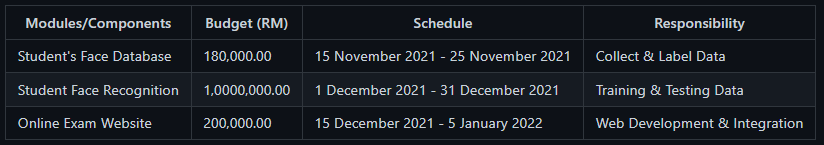 Modules/Components Budget (RM) Schedule Responsibility
Student's Face Database 180,000.00 15 November 2021 - 25 November 2021 Collect & Label Data
Student Face Recognition 1,0000,000.00 1 December 2021 - 31 December 2021 Training & Testing Data
Online Exam Website 200,000.00 15 December 2021 - 5 January 2022 Web Development & Integration